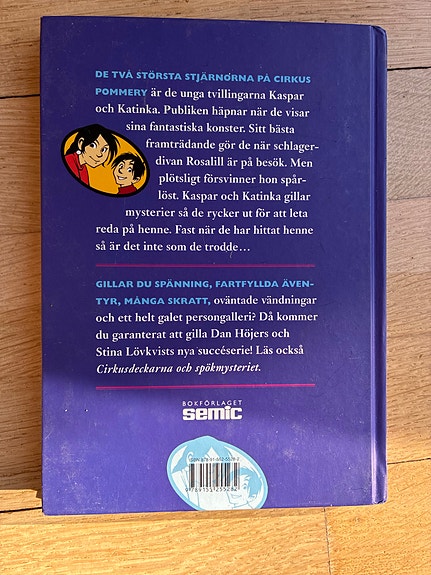 DE TVÅ STÖRSTA STJÄRNORNA PÅ CIRKUS
POMMERY är de unga tvillingarna Kaspar
och Katinka. Publiken häpnar när de visar
sina fantastiska konster. Sitt bästa
framträdande gör de när schlager-
divan Rosalill är på besök. Men
plötsligt försvinner hon spår-
löst. Kaspar och Katinka gillar
mysterier så de rycker ut för att leta
reda på henne. Fast när de har hittat henne
så är det inte som de trodde…
GILLAR DU SPÄNNING, FARTFYLLDA ÄVEN-
TYR, MÅNGA SKRATT, oväntade vändningar
och ett helt galet persongalleri? Då kommer
du garanterat att gilla Dan Höjers och
Stina Lövkvists nya succéserie! Läs också
Cirkusdeckarna och spökmysteriet.
BOKFÖRLAGET
semic
9789155255282